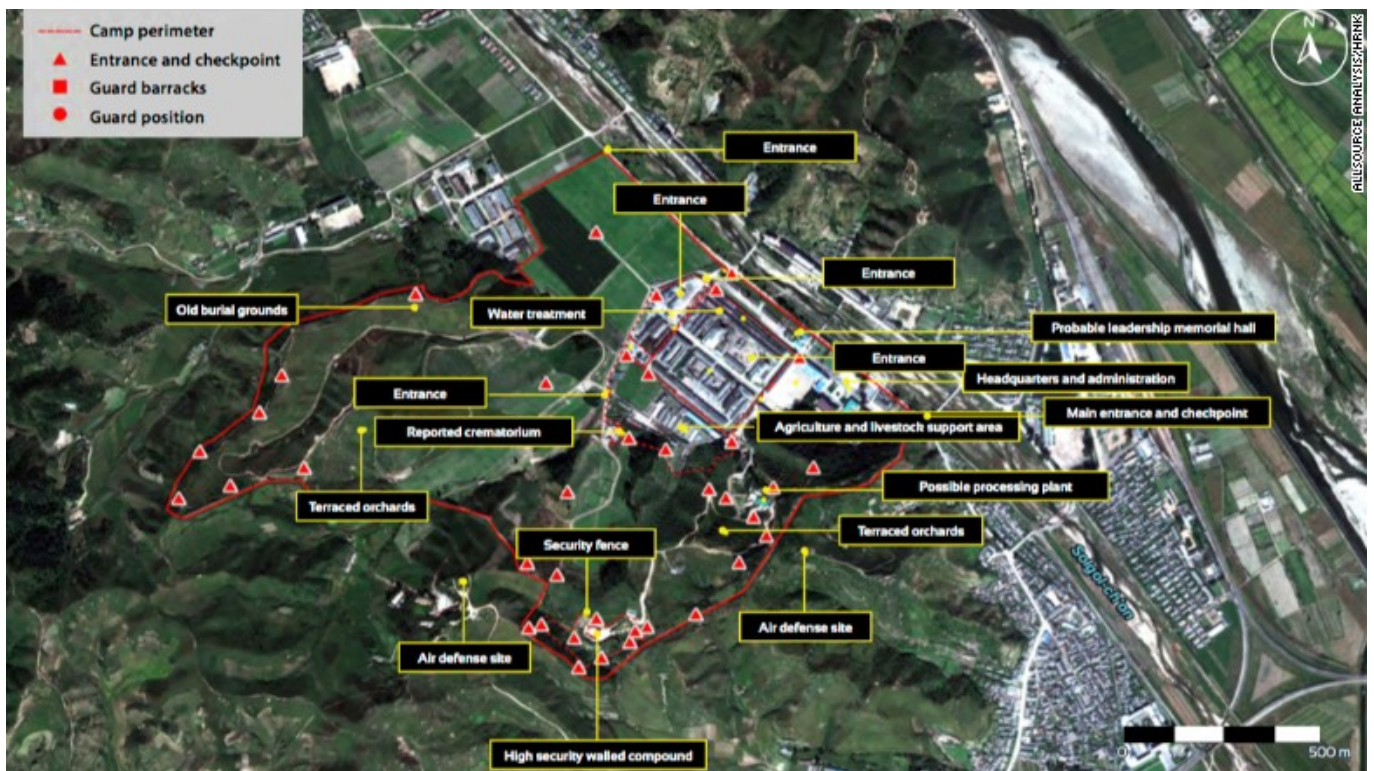 Camp perimeter
Entrance and checkpoint
Guard barracks
Guard position
N
ALLSOURCE ANALYSIS/HRNK
Entrance
Entrance
Entrance
Old burial grounds
Water treatment
Probable leadership memorial hall
Entrance
Headquarters and administration
Entrance
Main entrance and checkpoint
Reported crematorium
Agriculture and livestock support area
Possible processing plant
Terraced orchards
Terraced orchards
Security fence
Solgol-ch'on
Air defense site
Air defense site
High security walled compound
0
500 m